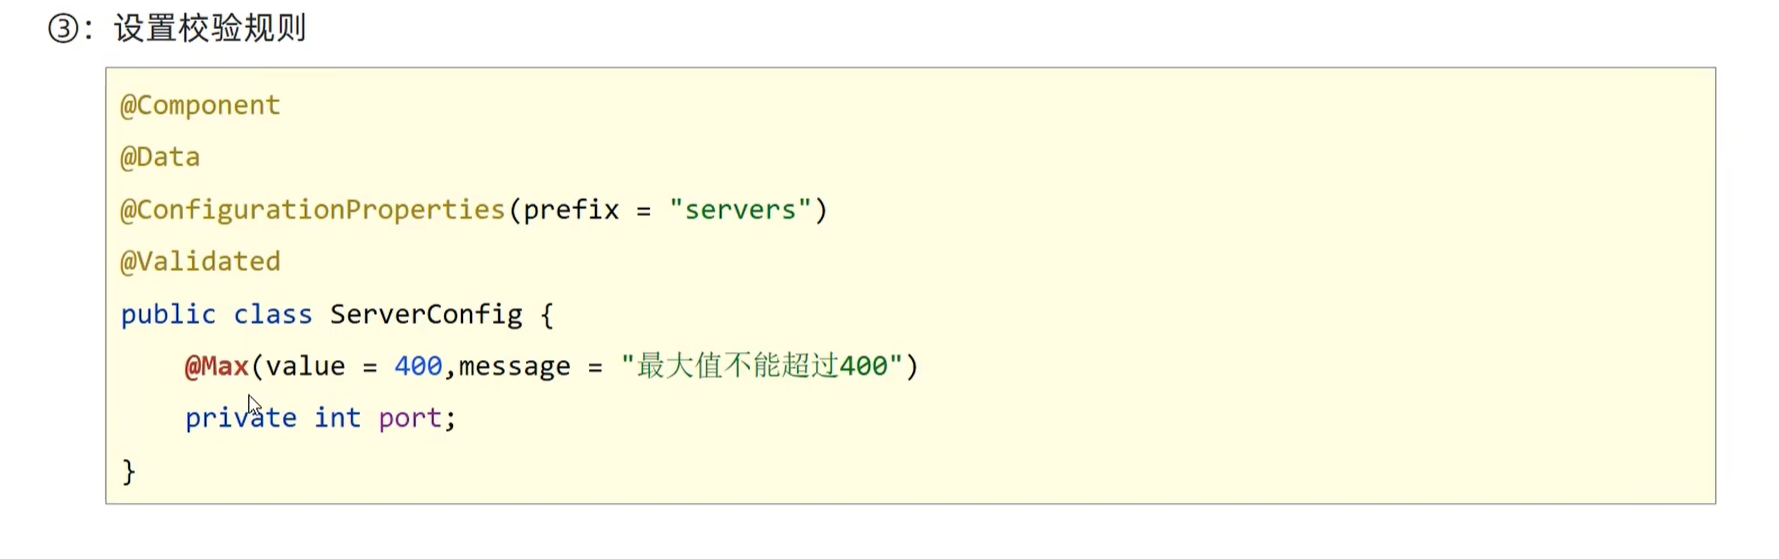 ③：设置校验规则
@Component
@Data
@ConfigurationProperties(prefix = "servers")
@Validated
public class ServerConfig {
@Max(value = 400,message = "最大值不能超过400")
private int port;
}